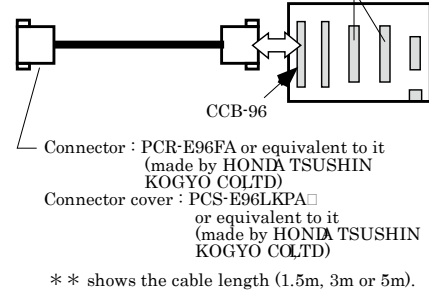 CCB-96
Connector : PCR-E96FA or equivalent to it
(made by HONDA TSUSHIN
KOGYO CO,LTD)
Connector cover : PCS-E96LKPA□
or equivalent to it
(made by HONDA TSUSHIN
KOGYO CO,LTD)
＊＊ shows the cable length (1.5m, 3m or 5m).